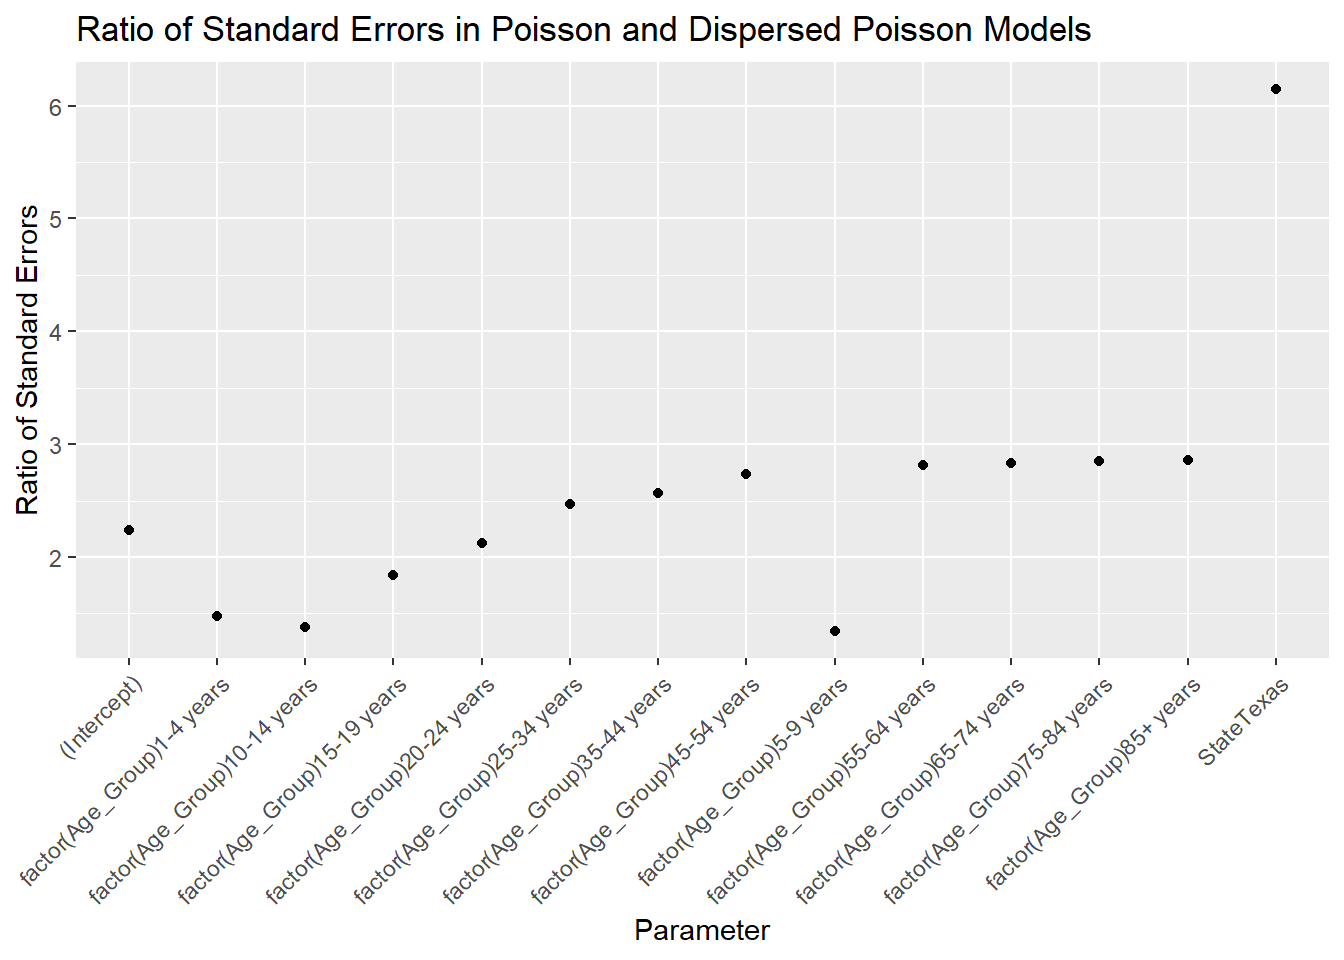 Ratio of Standard Errors in Poisson and Dispersed Poisson Models
Ratio of Standard Errors
6
5
4
3
2
(Intercept)
factor(Age_Group)1-4 years
factor(Age_Group)10-14 years
factor(Age_Group)15-19 years
factor(Age_Group)20-24 years
factor(Age_Group)25-34 years
factor(Age_Group)35-44 years
factor(Age_Group)45-54 years
factor(Age_Group)5-9 years
factor(Age_Group)55-64 years
factor(Age_Group)65-74 years
factor(Age_Group)75-84 years
factor(Age_Group)85+ years
StateTexas
Parameter